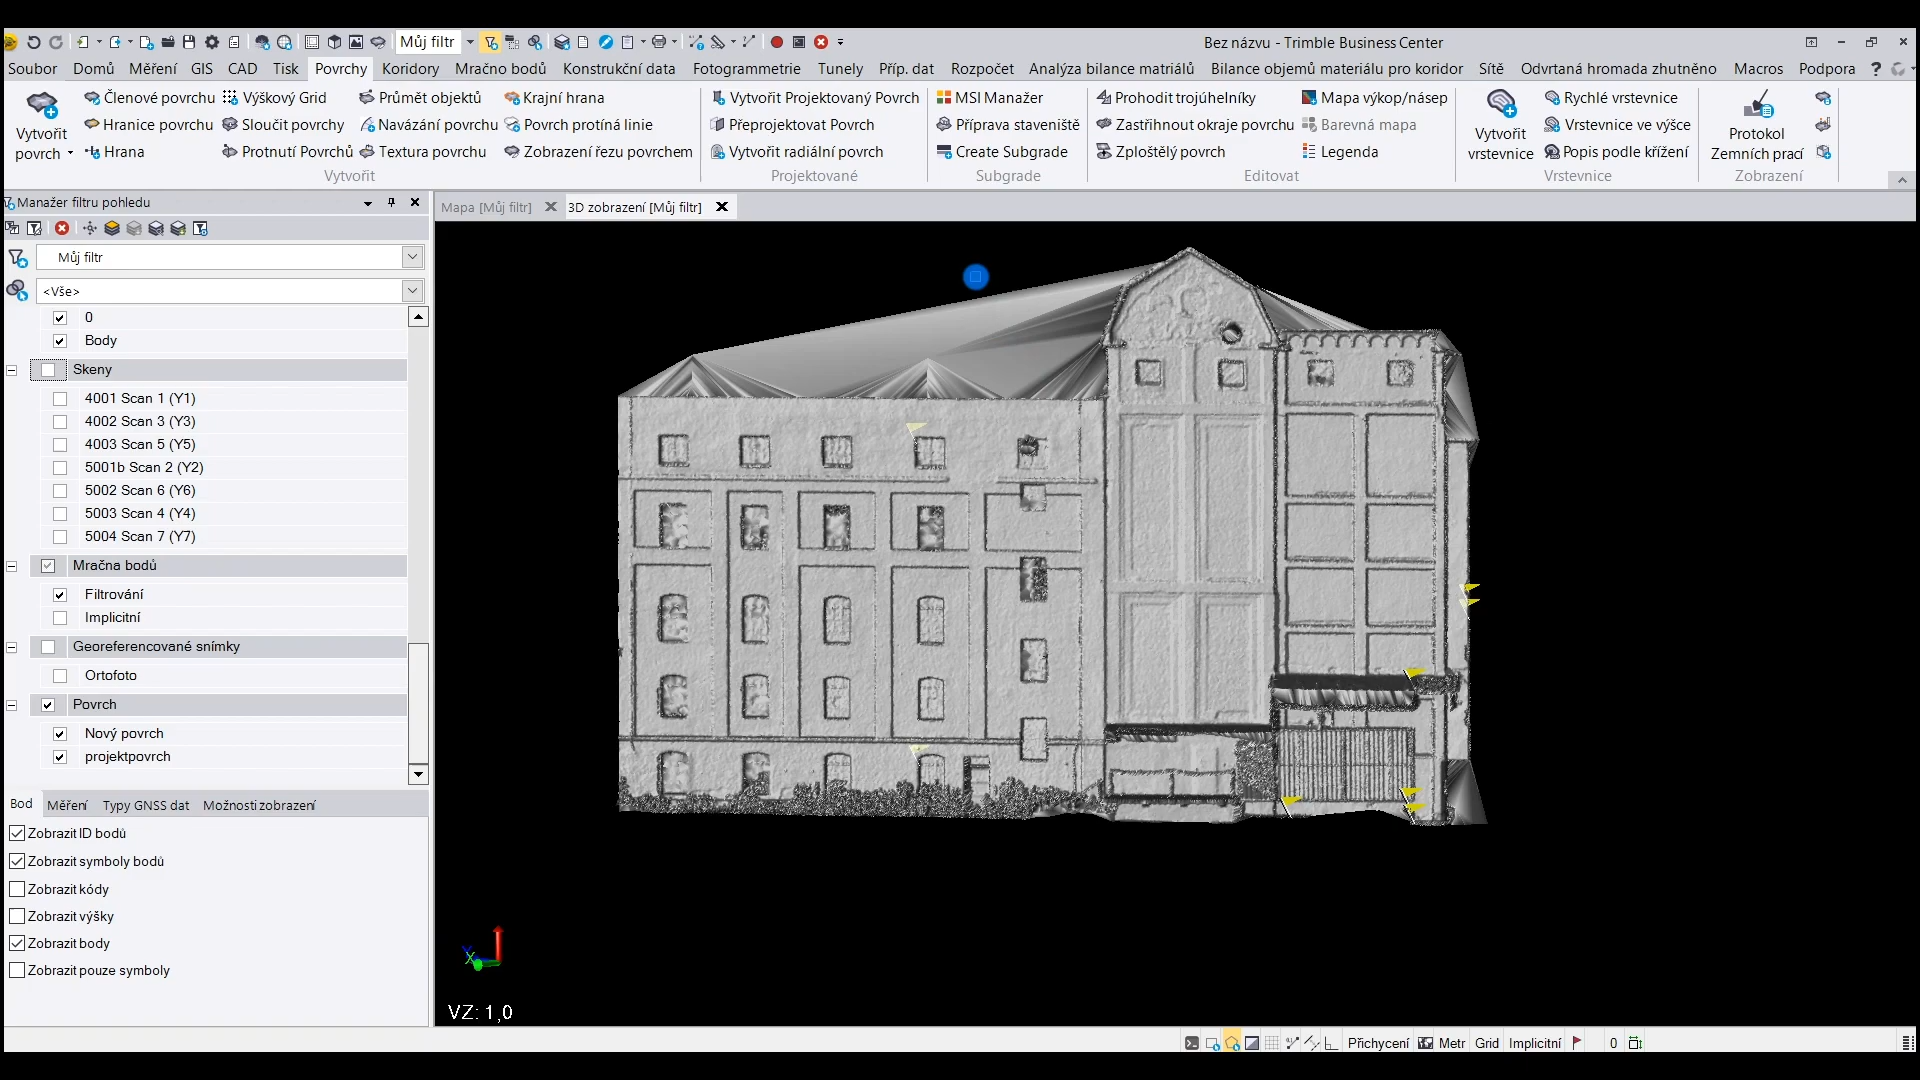 Můj filtr
Bez názvu - Trimble Business Center
Soubor Domů Měření GIS CAD Tisk Povrchy Koridory Mračno bodů Konstrukční data Fotogrammetrie Tunely Příp. dat Rozpočet Analýza bilance matriálů Bilance objemů materiálu pro koridor Sítě Odvrtaná hromada zhutněno Macros Podpora ?
Členové povrchu Výškový Grid Průmět objektů Krajní hrana Vytvořit Projektovaný Povrch MSI Manažer Prohodit trojúhelníky Mapa výkop/násep Rychlé vrstevnice
Hranice povrchu Sloučit povrchy Navázání povrchu Povrch protíná linie Přeprojektovat Povrch Příprava staveniště Zastřihnout okraje povrchu Barevná mapa Vrstevnice ve výšce
Hrana Protnutí Povrchů Textura povrchu Zobrazení řezu povrchem Vytvořit radiální povrch Create Subgrade Zploštělý povrch Legenda Popis podle křížení
Vytvořit povrch
Vytvořit vrstevnice
Protokol Zemních prací
Vytvořit Projektované Subgrade Editovat Vrstevnice Zobrazení
Manažer filtru pohledu
Mapa [Můj filtr] 3D zobrazení [Můj filtr]
Můj filtr
<Vše>
0
Body
Skeny
4001 Scan 1 (Y1)
4002 Scan 3 (Y3)
4003 Scan 5 (Y5)
5001b Scan 2 (Y2)
5002 Scan 6 (Y6)
5003 Scan 4 (Y4)
5004 Scan 7 (Y7)
Mračna bodů
Filtrování
Implicitní
Georeferencované snímky
Ortofoto
Povrch
Nový povrch
projektpovrch
Bod Měření Typy GNSS dat Možnosti zobrazení
Zobrazit ID bodů
Zobrazit symboly bodů
Zobrazit kódy
Zobrazit výšky
Zobrazit body
Zobrazit pouze symboly
VZ: 1,0
Přichycení Metr Grid Implicitní 0